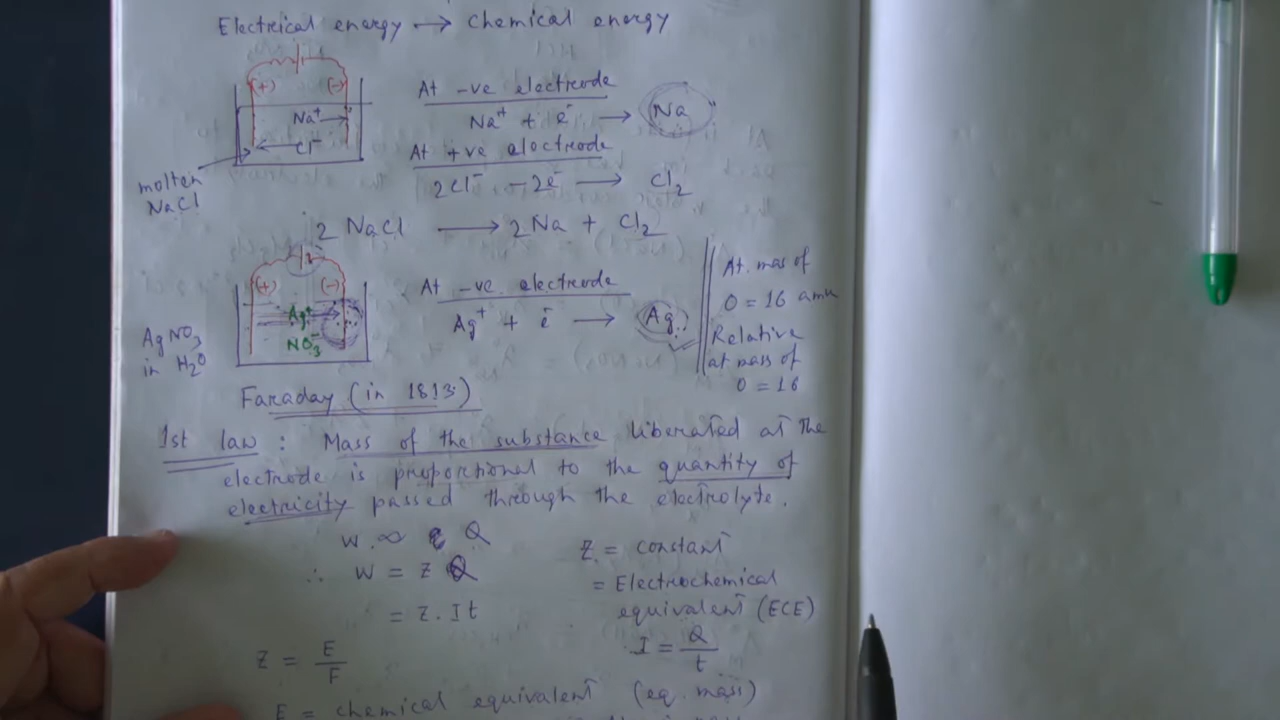 Electrical energy → Chemical energy
(+) (-)
Na⁺ →
← Cl⁻
molten
NaCl
At -ve electrode
Na⁺ + e⁻ → Na
At +ve electrode
2Cl⁻ - 2e⁻ → Cl₂
2 NaCl → 2 Na + Cl₂
(+) (-)
Ag⁺
NO₃⁻
AgNO₃
in H₂O
At -ve electrode
Ag⁺ + e⁻ → Ag
At. mas of
O = 16 amu
Relative
at mass of
O = 16
Faraday (in 1813)
1st law : Mass of the substance liberated at the
electrode is proportional to the quantity of
electricity passed through the electrolyte.
W ∝ Q
∴ W = Z Q
= Z. It
Z = constant
= Electrochemical
equivalent (ECE)
I = Q/t
Z = E/F
E = chemical equivalent (eq. mass)